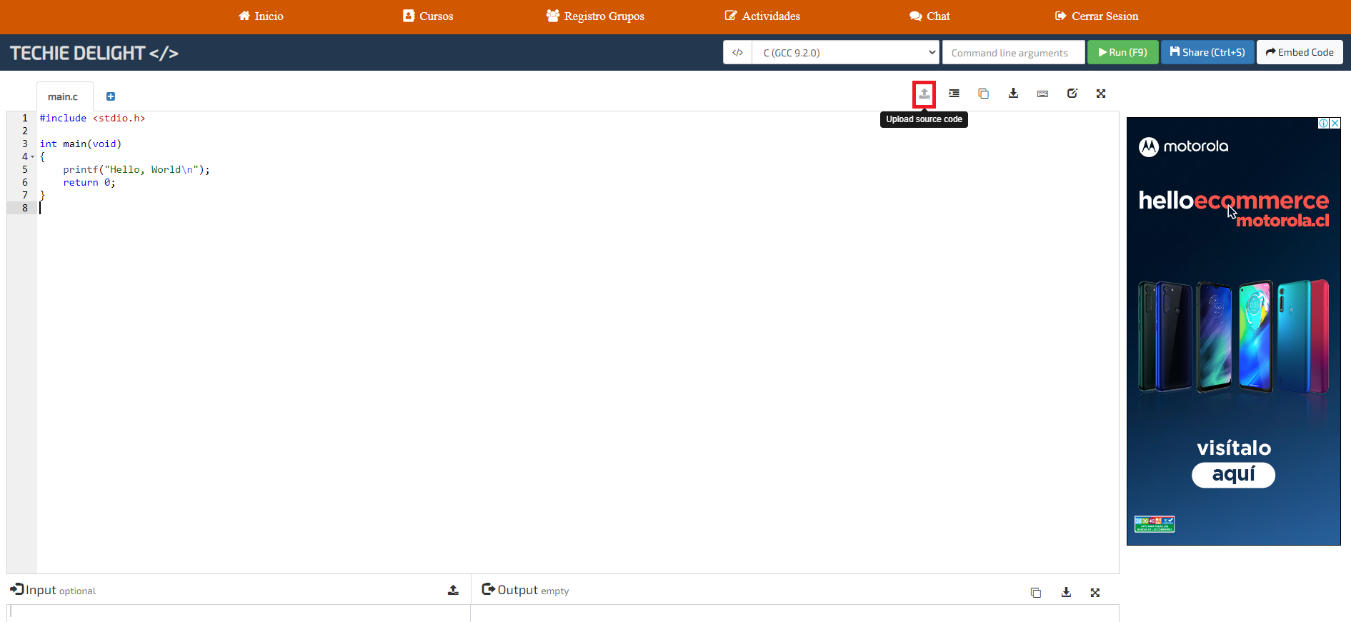 Inicio Cursos Registro Grupos Actividades Chat Cerrar Sesion
TECHIE DELIGHT </> </> C (GCC 9.2.0) Command line arguments Run (F9) Share (Ctrl+S) Embed Code
main.c
Upload source code
1 #include <stdio.h>
2
3 int main(void)
4 {
5 printf("Hello, World\n");
6 return 0;
7 }
8
motorola
helloecommerce
motorola.cl
visítalo
aquí
Input optional
Output empty